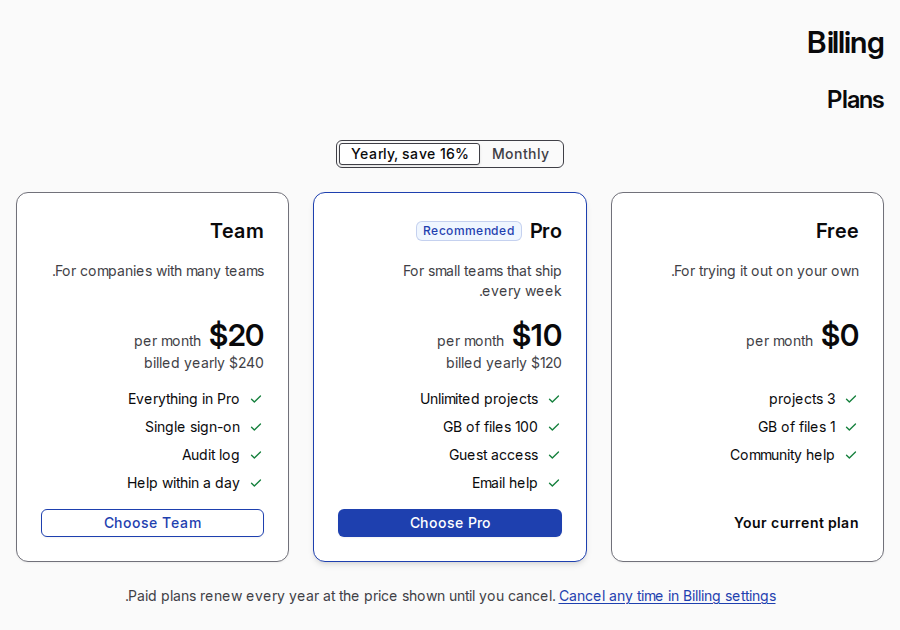 Billing
Plans
Monthly
Yearly, save 16%
Free
.For trying it out on your own
$0 per month
projects 3
GB of files 1
Community help
Your current plan
Pro
Recommended
For small teams that ship
.every week
$10 per month
billed yearly $120
Unlimited projects
GB of files 100
Guest access
Email help
Choose Pro
Team
.For companies with many teams
$20 per month
billed yearly $240
Everything in Pro
Single sign-on
Audit log
Help within a day
Choose Team
.Paid plans renew every year at the price shown until you cancel. Cancel any time in Billing settings